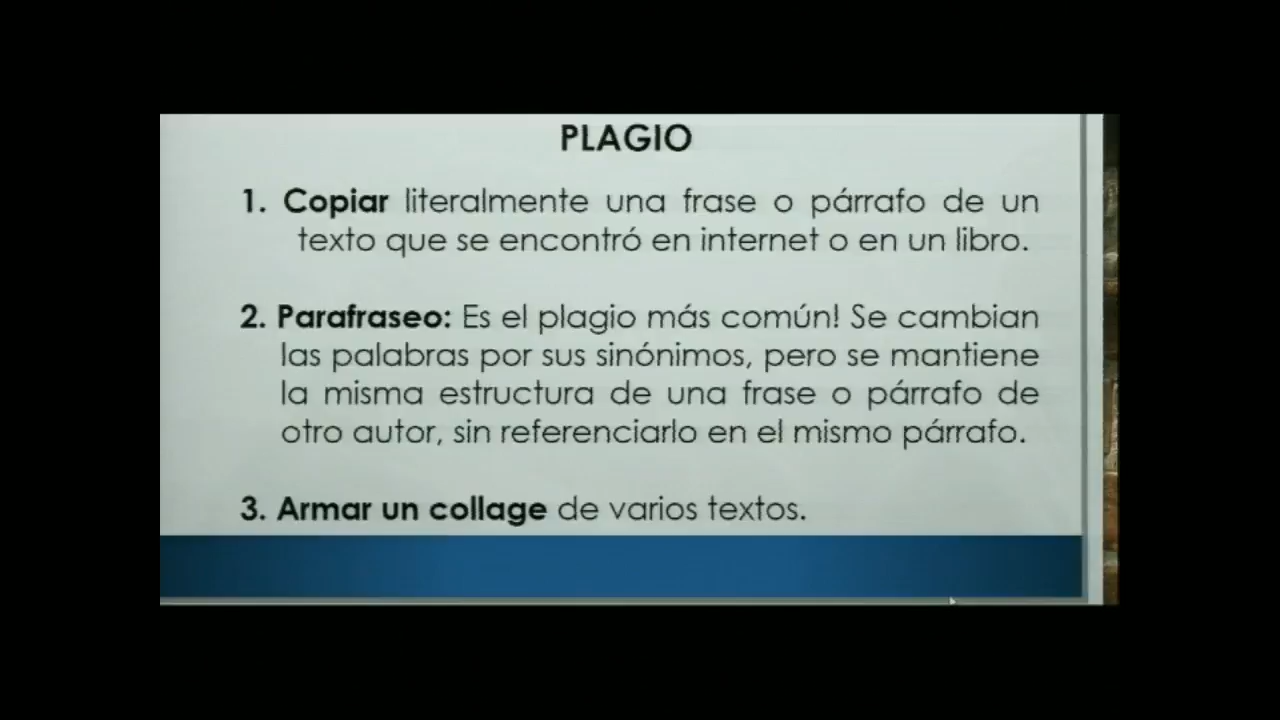 PLAGIO
1. Copiar literalmente una frase o párrafo de un
texto que se encontró en internet o en un libro.
2. Parafraseo: Es el plagio más común! Se cambian
las palabras por sus sinónimos, pero se mantiene
la misma estructura de una frase o párrafo de
otro autor, sin referenciarlo en el mismo párrafo.
3. Armar un collage de varios textos.